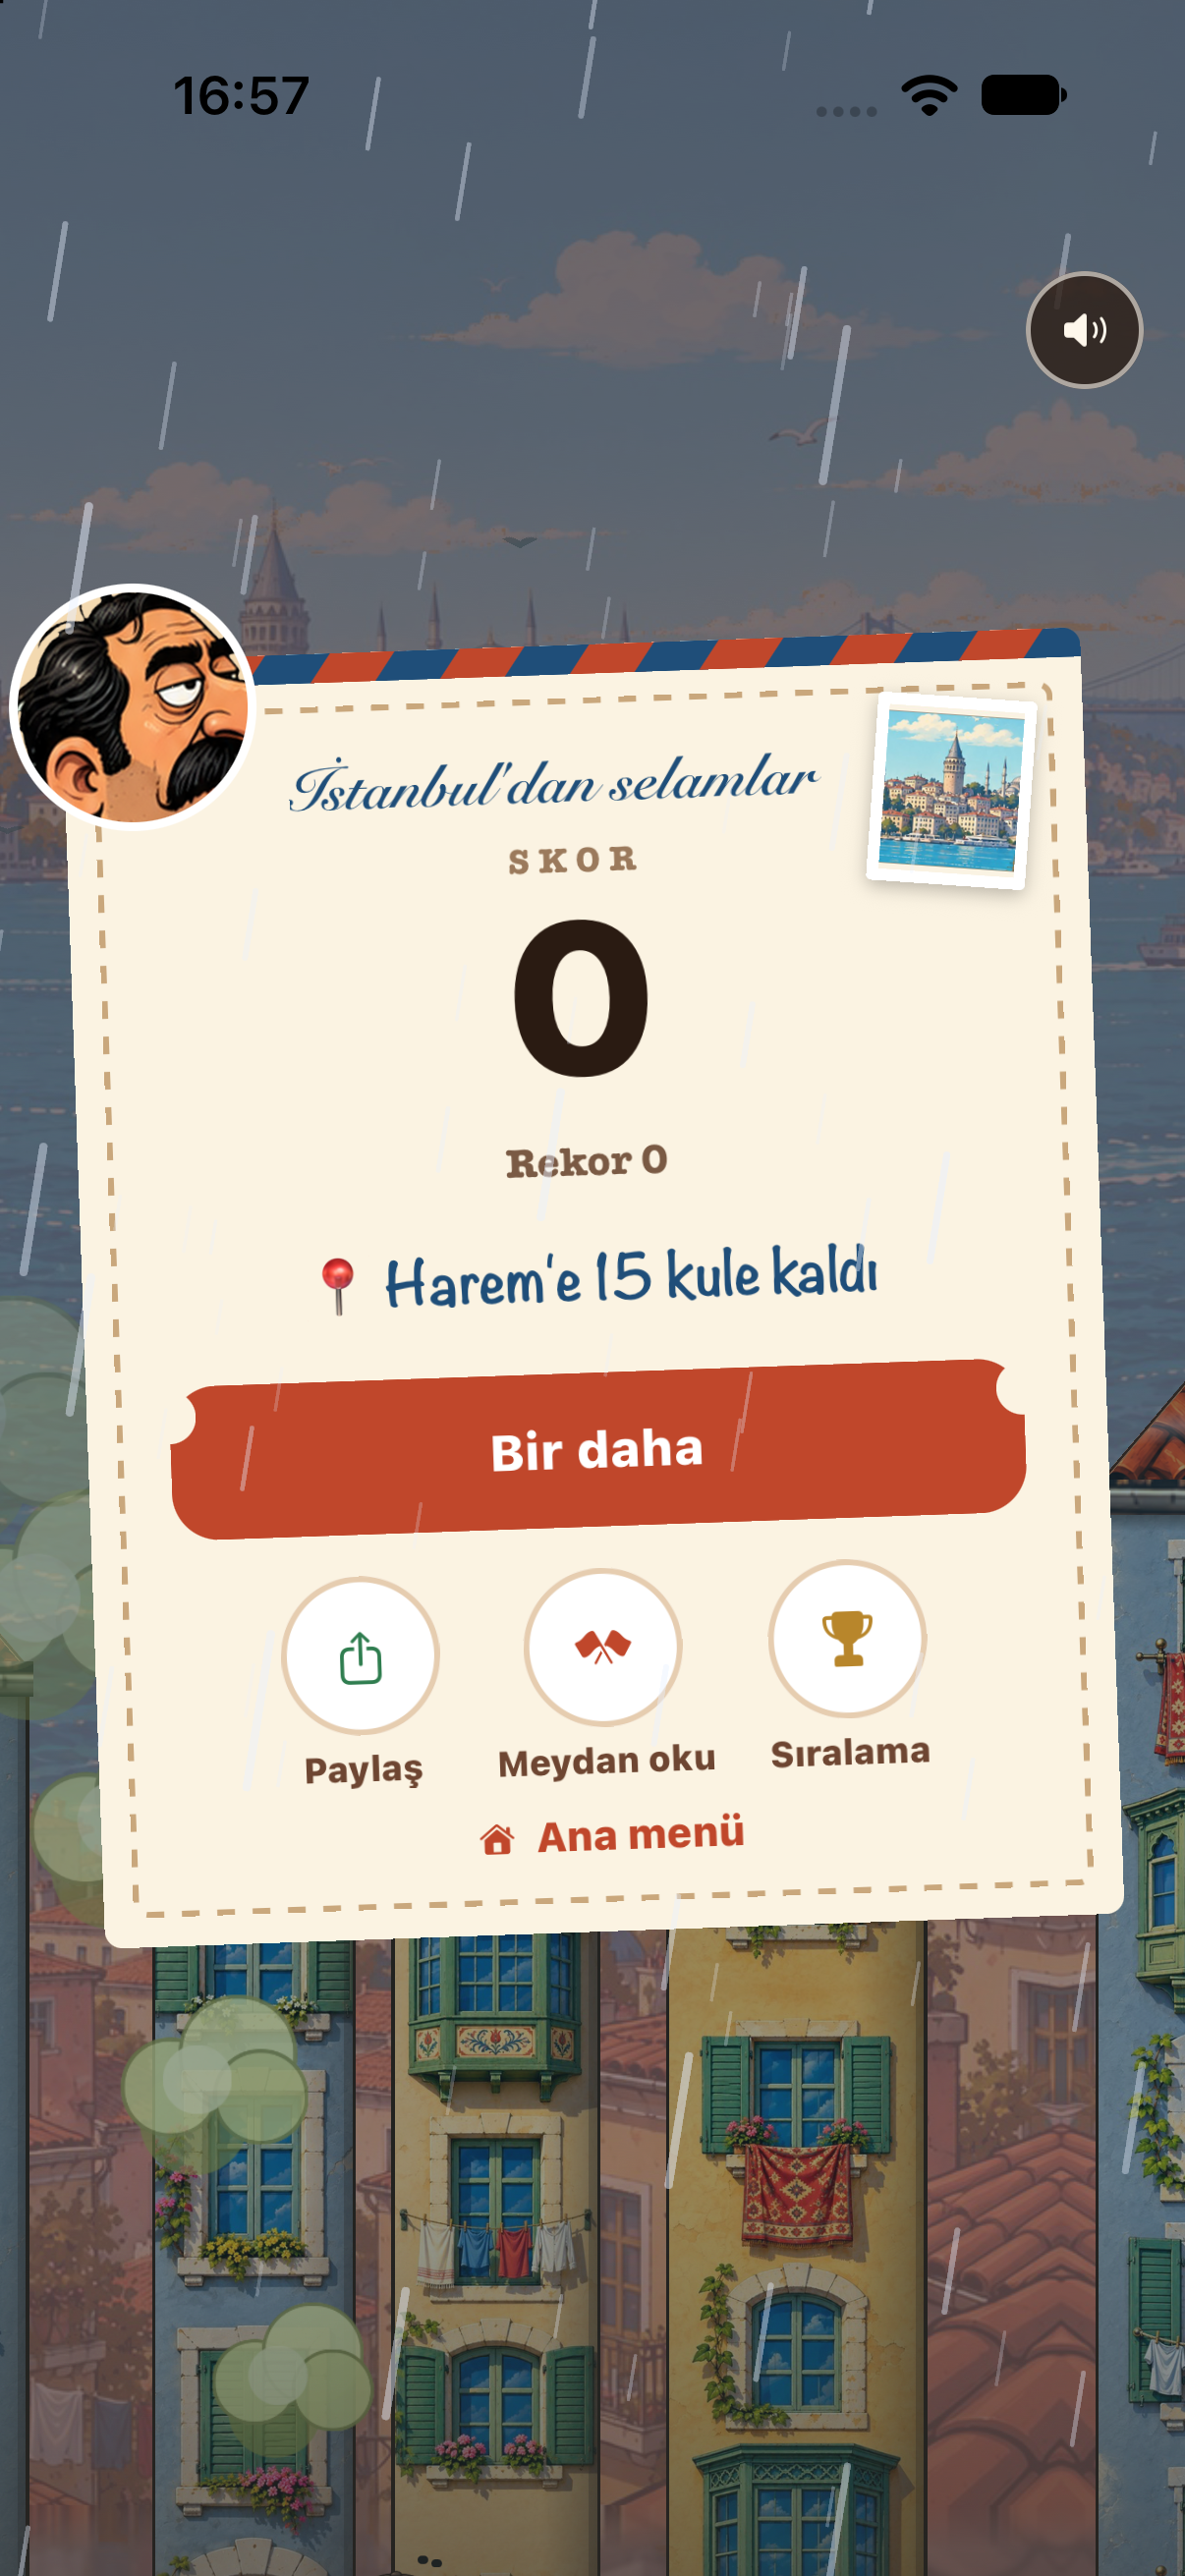 16:57
İstanbul'dan selamlar
SKOR
0
Rekor 0
📍 Harem'e 15 kule kaldı
Bir daha
Paylaş
Meydan oku
Sıralama
Ana menü